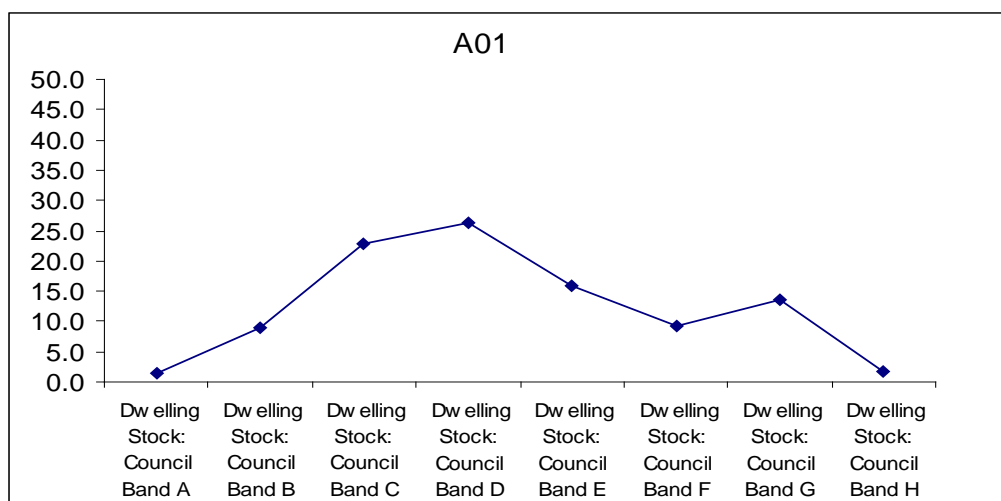 A01
50.0
45.0
40.0
35.0
30.0
25.0
20.0
15.0
10.0
5.0
0.0
Dw elling Stock: Council Band A
Dw elling Stock: Council Band B
Dw elling Stock: Council Band C
Dw elling Stock: Council Band D
Dw elling Stock: Council Band E
Dw elling Stock: Council Band F
Dw elling Stock: Council Band G
Dw elling Stock: Council Band H